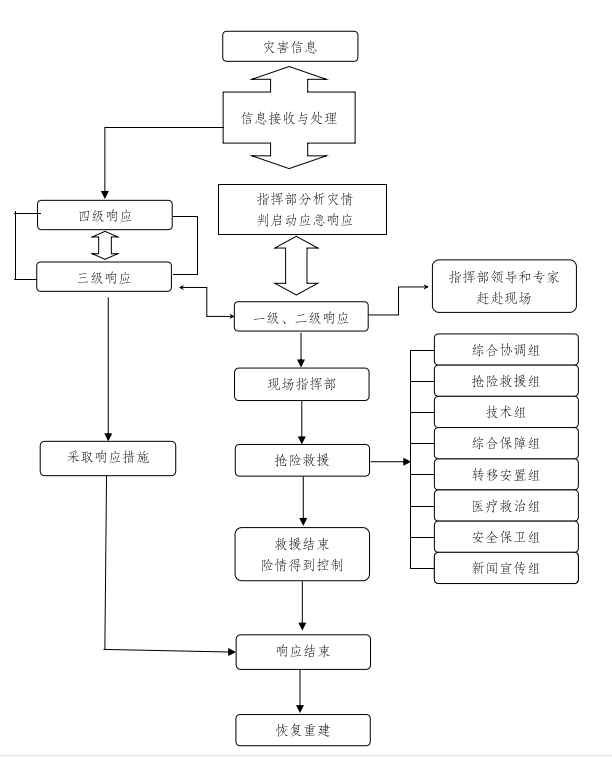 灾害信息
信息接收与处理
指挥部分析灾情
判启动应急响应
四级响应
三级响应
指挥部领导和专家
赶赴现场
一级、二级响应
综合协调组
现场指挥部
抢险救援组
技术组
综合保障组
采取响应措施
抢险救援
转移安置组
医疗救治组
安全保卫组
新闻宣传组
救援结束
险情得到控制
响应结束
恢复重建